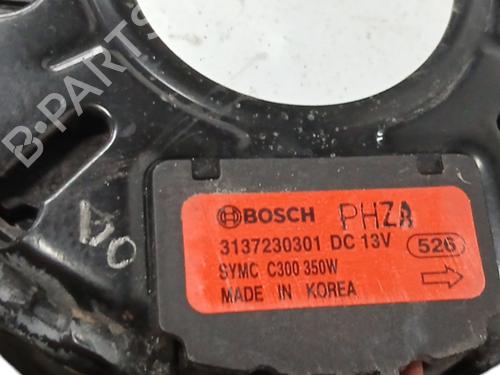 B-PARTS
BOSCH PHZA
3137230301 DC 13V 526
SYMC C300 350W
MADE IN KOREA